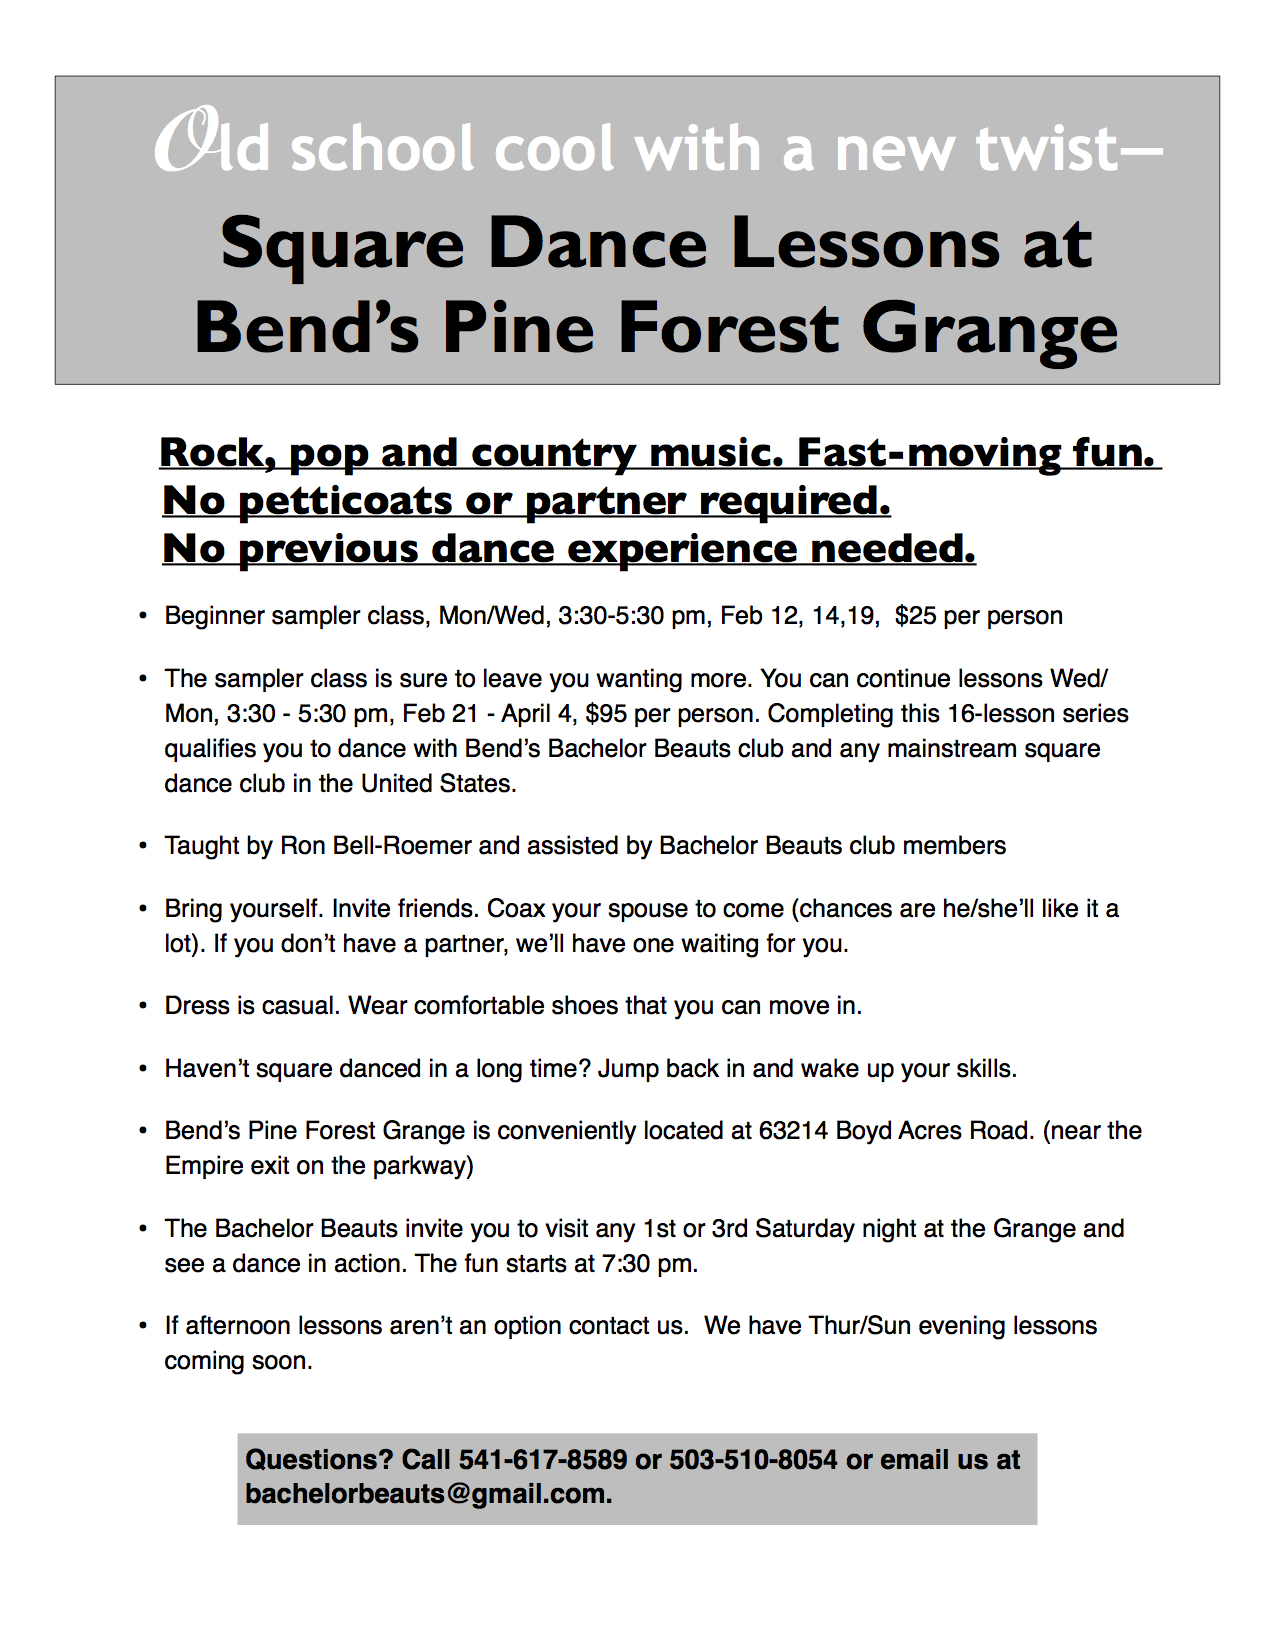 Old school cool with a new twist—
Square Dance Lessons at
Bend’s Pine Forest Grange
Rock, pop and country music. Fast-moving fun.
No petticoats or partner required.
No previous dance experience needed.
• Beginner sampler class, Mon/Wed, 3:30-5:30 pm, Feb 12, 14,19,  $25 per person
• The sampler class is sure to leave you wanting more. You can continue lessons Wed/
Mon, 3:30 - 5:30 pm, Feb 21 - April 4, $95 per person. Completing this 16-lesson series
qualifies you to dance with Bend’s Bachelor Beauts club and any mainstream square
dance club in the United States.
• Taught by Ron Bell-Roemer and assisted by Bachelor Beauts club members
• Bring yourself. Invite friends. Coax your spouse to come (chances are he/she’ll like it a
lot). If you don’t have a partner, we’ll have one waiting for you.
• Dress is casual. Wear comfortable shoes that you can move in.
• Haven’t square danced in a long time? Jump back in and wake up your skills.
• Bend’s Pine Forest Grange is conveniently located at 63214 Boyd Acres Road. (near the
Empire exit on the parkway)
• The Bachelor Beauts invite you to visit any 1st or 3rd Saturday night at the Grange and
see a dance in action. The fun starts at 7:30 pm.
• If afternoon lessons aren’t an option contact us.  We have Thur/Sun evening lessons
coming soon.
Questions? Call 541-617-8589 or 503-510-8054 or email us at
bachelorbeauts@gmail.com.